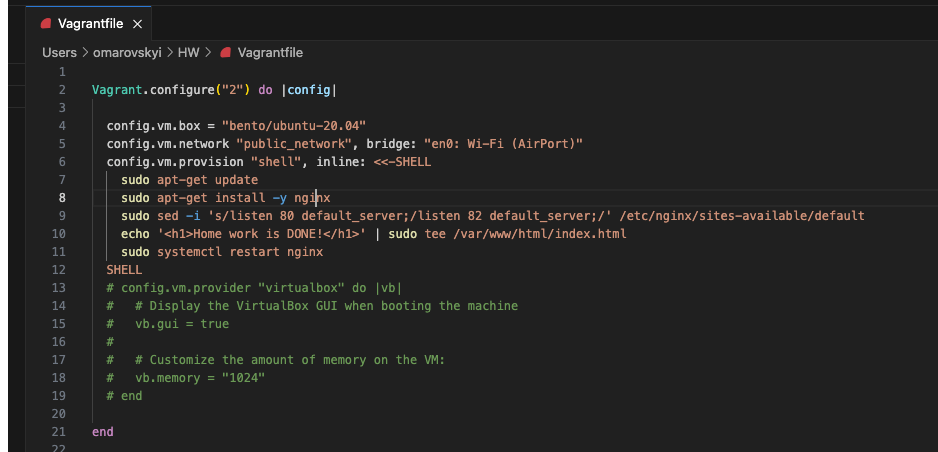 Vagrantfile ×
Users > omarovskyi > HW > Vagrantfile
1
2 Vagrant.configure("2") do |config|
3
4 config.vm.box = "bento/ubuntu-20.04"
5 config.vm.network "public_network", bridge: "en0: Wi-Fi (AirPort)"
6 config.vm.provision "shell", inline: <<-SHELL
7 sudo apt-get update
8 sudo apt-get install -y nginx
9 sudo sed -i 's/listen 80 default_server;/listen 82 default_server;/' /etc/nginx/sites-available/default
10 echo '<h1>Home work is DONE!</h1>' | sudo tee /var/www/html/index.html
11 sudo systemctl restart nginx
12 SHELL
13 # config.vm.provider "virtualbox" do |vb|
14 #   # Display the VirtualBox GUI when booting the machine
15 #   vb.gui = true
16 #
17 #   # Customize the amount of memory on the VM:
18 #   vb.memory = "1024"
19 # end
20
21 end
22